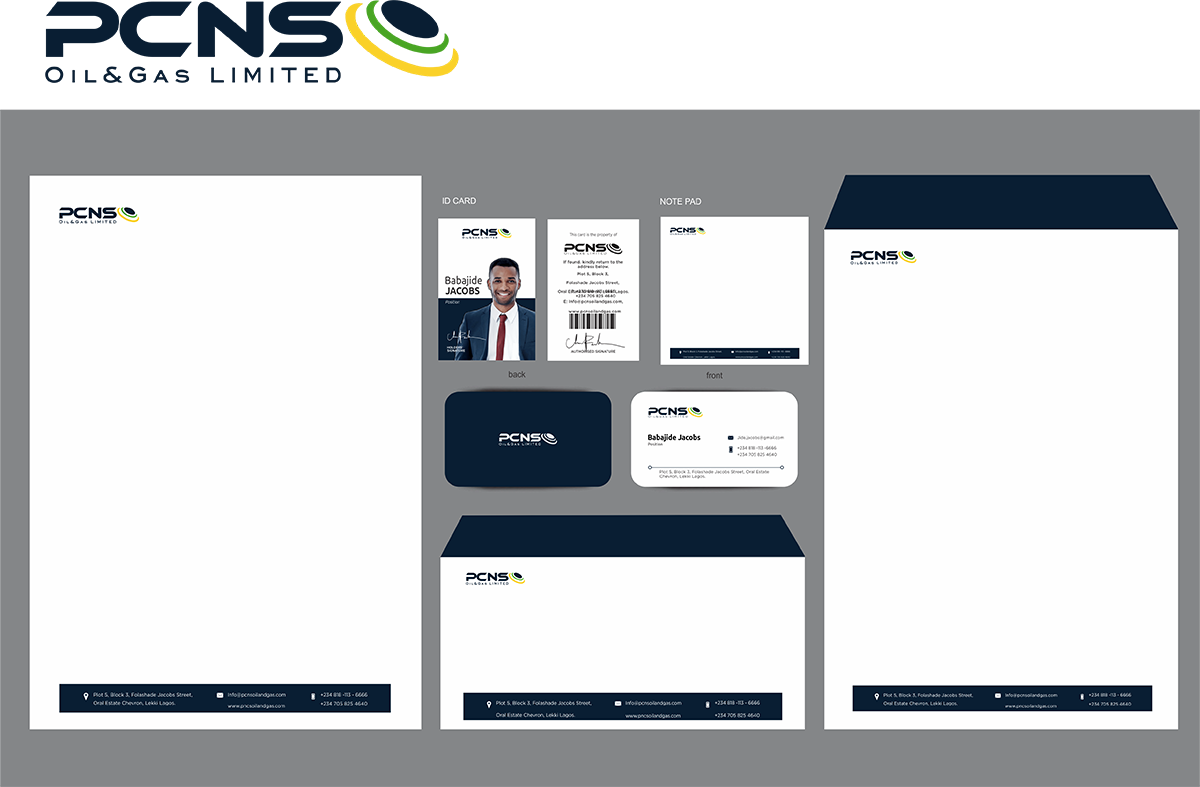 PCNS
OIL&GAS LIMITED
PCNS
OIL&GAS LIMITED
Plot 5, Block 3, Folashade Jacobs Street,
Oral Estate Chevron, Lekki Lagos.
info@pcnsoilandgas.com
www.pncsoilandgas.com
+234 818 -113 - 6666
+234 705 825 4640
ID CARD
PCNS
OIL&GAS LIMITED
Babajide
JACOBS
Position
HOLDERS
SIGNATURE
This card is the property of
PCNS
OIL&GAS LIMITED
If found, kindly return to the
address below.
Plot 5, Block 3,
Folashade Jacobs Street,
Oral Estate Chevron, Lekki Lagos.
+234 705 825 4640
E: info@pcnsoilandgas.com,
www.pcnsoilandgas.com
AUTHORISED SIGNATURE
NOTE PAD
PCNS
OIL&GAS LIMITED
back
PCNS
OIL&GAS LIMITED
front
PCNS
OIL&GAS LIMITED
Babajide Jacobs
Position
Jide.jacobs@gmail.com
+234 818 -113 -6666
+234 705 825 4640
Plot 5, Block 3, Folashade Jacobs Street, Oral Estate
Chevron, Lekki Lagos.
PCNS
OIL&GAS LIMITED
Plot 5, Block 3, Folashade Jacobs Street,
Oral Estate Chevron, Lekki Lagos.
info@pcnsoilandgas.com
www.pncsoilandgas.com
+234 818 -113 - 6666
+234 705 825 4640
PCNS
OIL&GAS LIMITED
Plot 5, Block 3, Folashade Jacobs Street,
Oral Estate Chevron, Lekki Lagos.
info@pcnsoilandgas.com
www.pncsoilandgas.com
+234 818 -113 - 6666
+234 705 825 4640